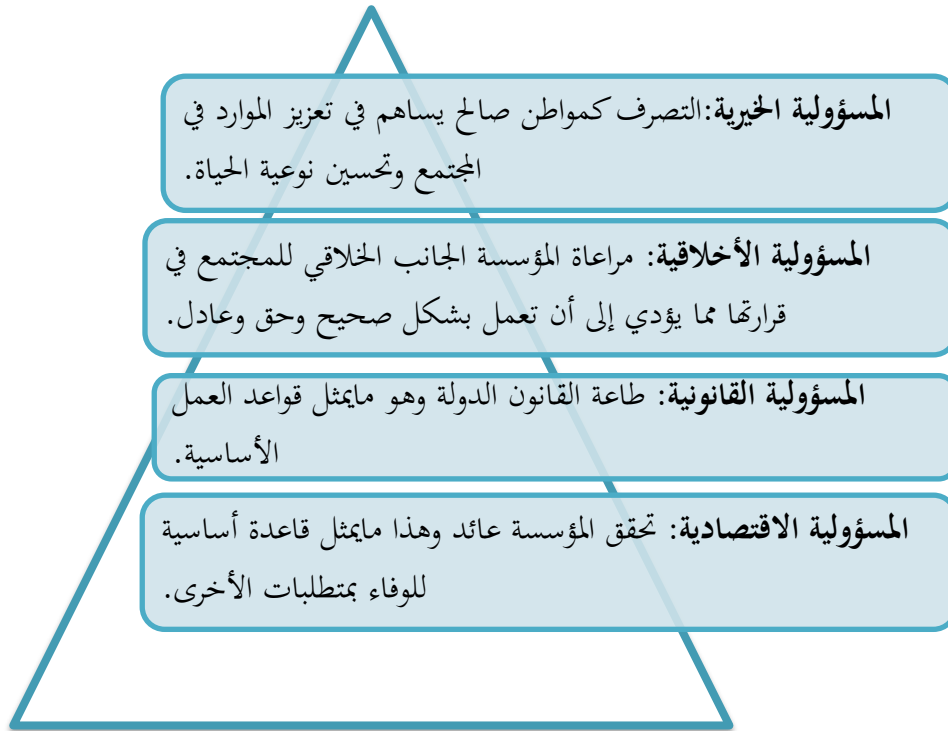 المسؤولية الخيرية:التصرف كمواطن صالح يساهم في تعزيز الموارد في
المجتمع وتحسين نوعية الحياة.
المسؤولية الأخلاقية: مراعاة المؤسسة الجانب الخلاقي للمجتمع في
قرارتها مما يؤدي إلى أن تعمل بشكل صحيح وحق وعادل.
المسؤولية القانونية: طاعة القانون الدولة وهو مايمثل قواعد العمل
الأساسية.
المسؤولية الاقتصادية: تحقق المؤسسة عائد وهذا مايمثل قاعدة أساسية
للوفاء بمتطلبات الأخرى.